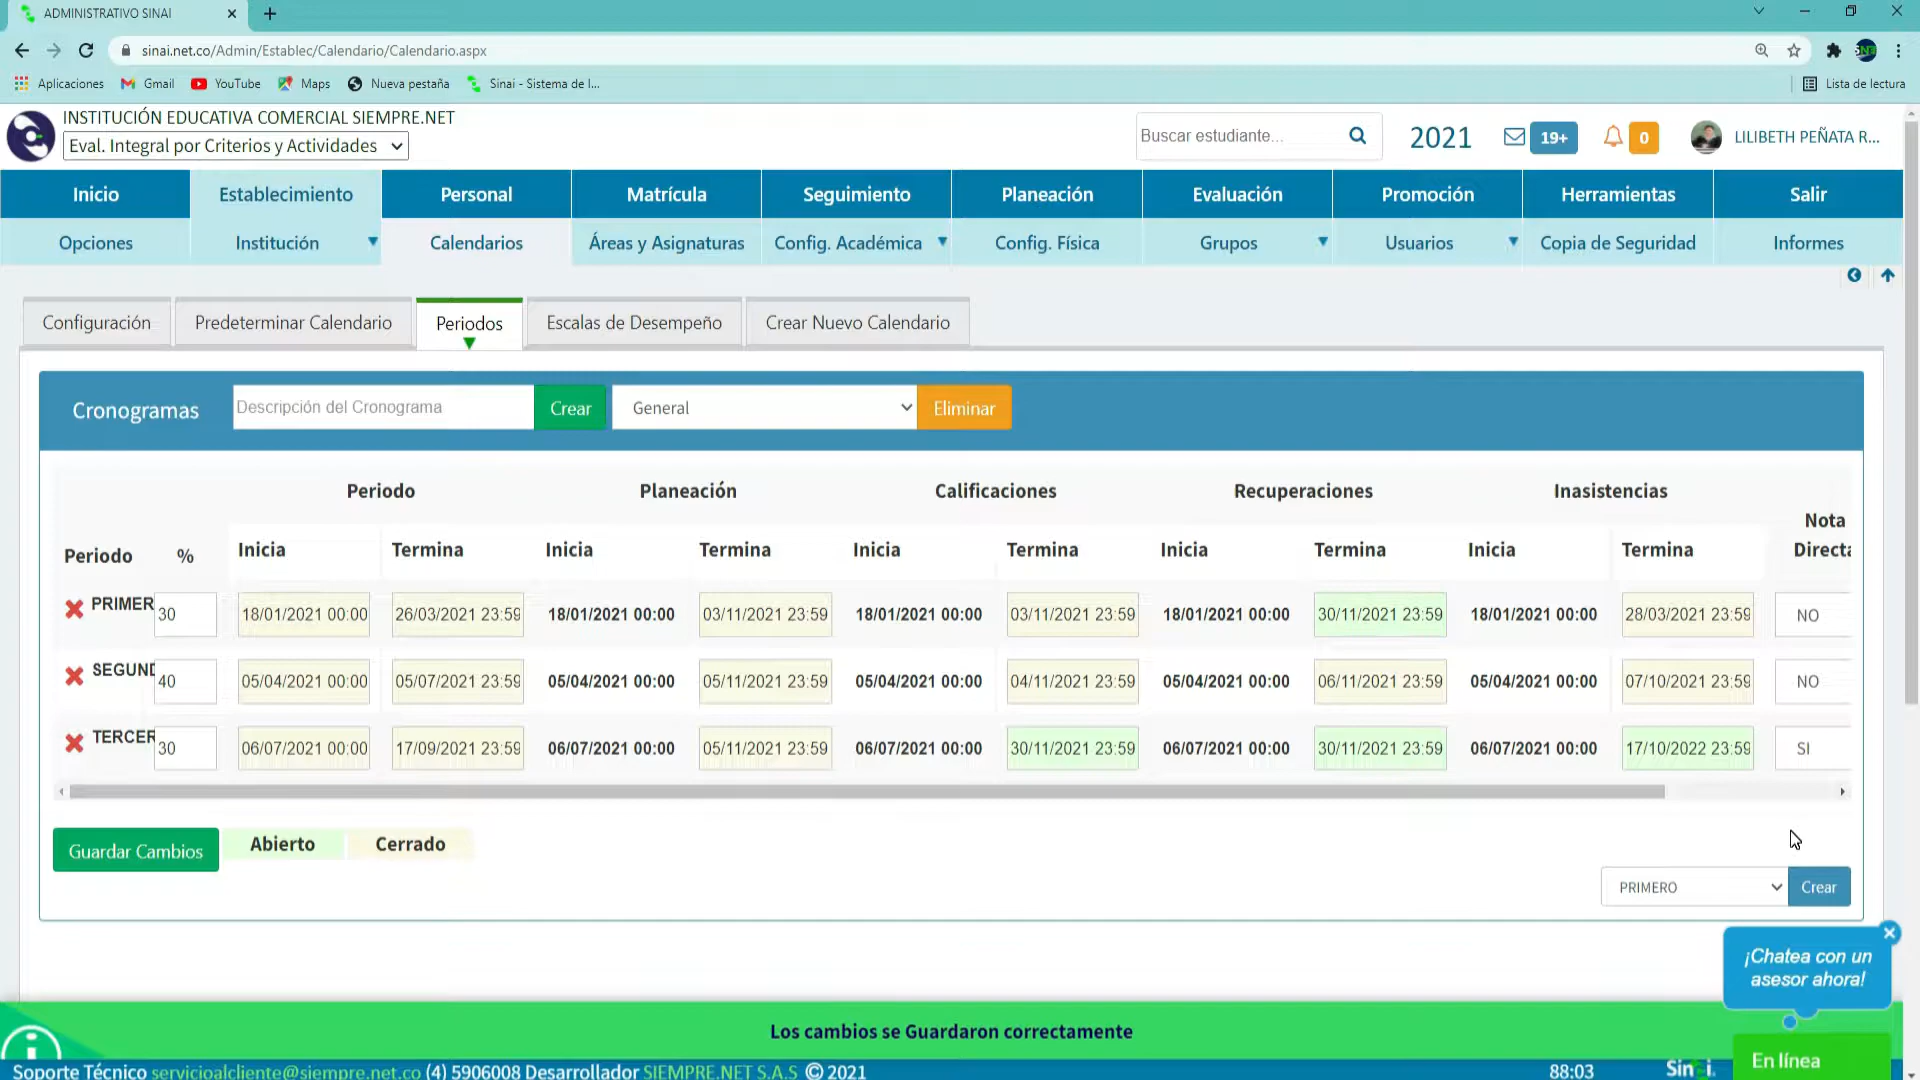 ADMINISTRATIVO SINAI
sinai.net.co/Admin/Establec/Calendario/Calendario.aspx
Aplicaciones Gmail YouTube Maps Nueva pestaña Sinai - Sistema de I... Lista de lectura
INSTITUCIÓN EDUCATIVA COMERCIAL SIEMPRE.NET
Eval. Integral por Criterios y Actividades
Buscar estudiante... 2021 19+ 0 LILIBETH PEÑATA R...
Inicio Establecimiento Personal Matrícula Seguimiento Planeación Evaluación Promoción Herramientas Salir
Opciones Institución Calendarios Áreas y Asignaturas Config. Académica Config. Física Grupos Usuarios Copia de Seguridad Informes
Configuración Predeterminar Calendario Periodos Escalas de Desempeño Crear Nuevo Calendario
Cronogramas Descripción del Cronograma Crear General Eliminar
Periodo Planeación Calificaciones Recuperaciones Inasistencias
Nota
Periodo % Inicia Termina Inicia Termina Inicia Termina Inicia Termina Inicia Termina Directa
PRIMER 30 18/01/2021 00:00 26/03/2021 23:59 18/01/2021 00:00 03/11/2021 23:59 18/01/2021 00:00 03/11/2021 23:59 18/01/2021 00:00 30/11/2021 23:59 18/01/2021 00:00 28/03/2021 23:59 NO
SEGUND 40 05/04/2021 00:00 05/07/2021 23:59 05/04/2021 00:00 05/11/2021 23:59 05/04/2021 00:00 04/11/2021 23:59 05/04/2021 00:00 06/11/2021 23:59 05/04/2021 00:00 07/10/2021 23:59 NO
TERCER 30 06/07/2021 00:00 17/09/2021 23:59 06/07/2021 00:00 05/11/2021 23:59 06/07/2021 00:00 30/11/2021 23:59 06/07/2021 00:00 30/11/2021 23:59 06/07/2021 00:00 17/10/2022 23:59 SI
Guardar Cambios Abierto Cerrado
PRIMERO Crear
¡Chatea con un
asesor ahora!
Los cambios se Guardaron correctamente
En línea
Soporte Técnico servicioalcliente@siempre.net.co (4) 5906008 Desarrollador SIEMPRE.NET S.A.S © 2021 88:03 Sinai.